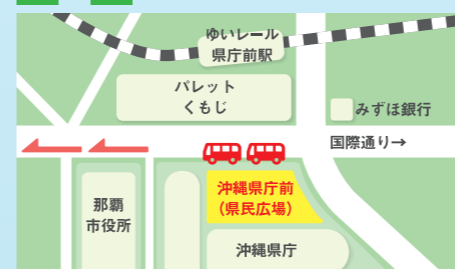 ゆいレール
県庁前駅
パレット
くもじ
みずほ銀行
国際通り→
沖縄県庁前
（県民広場）
那覇
市役所
沖縄県庁